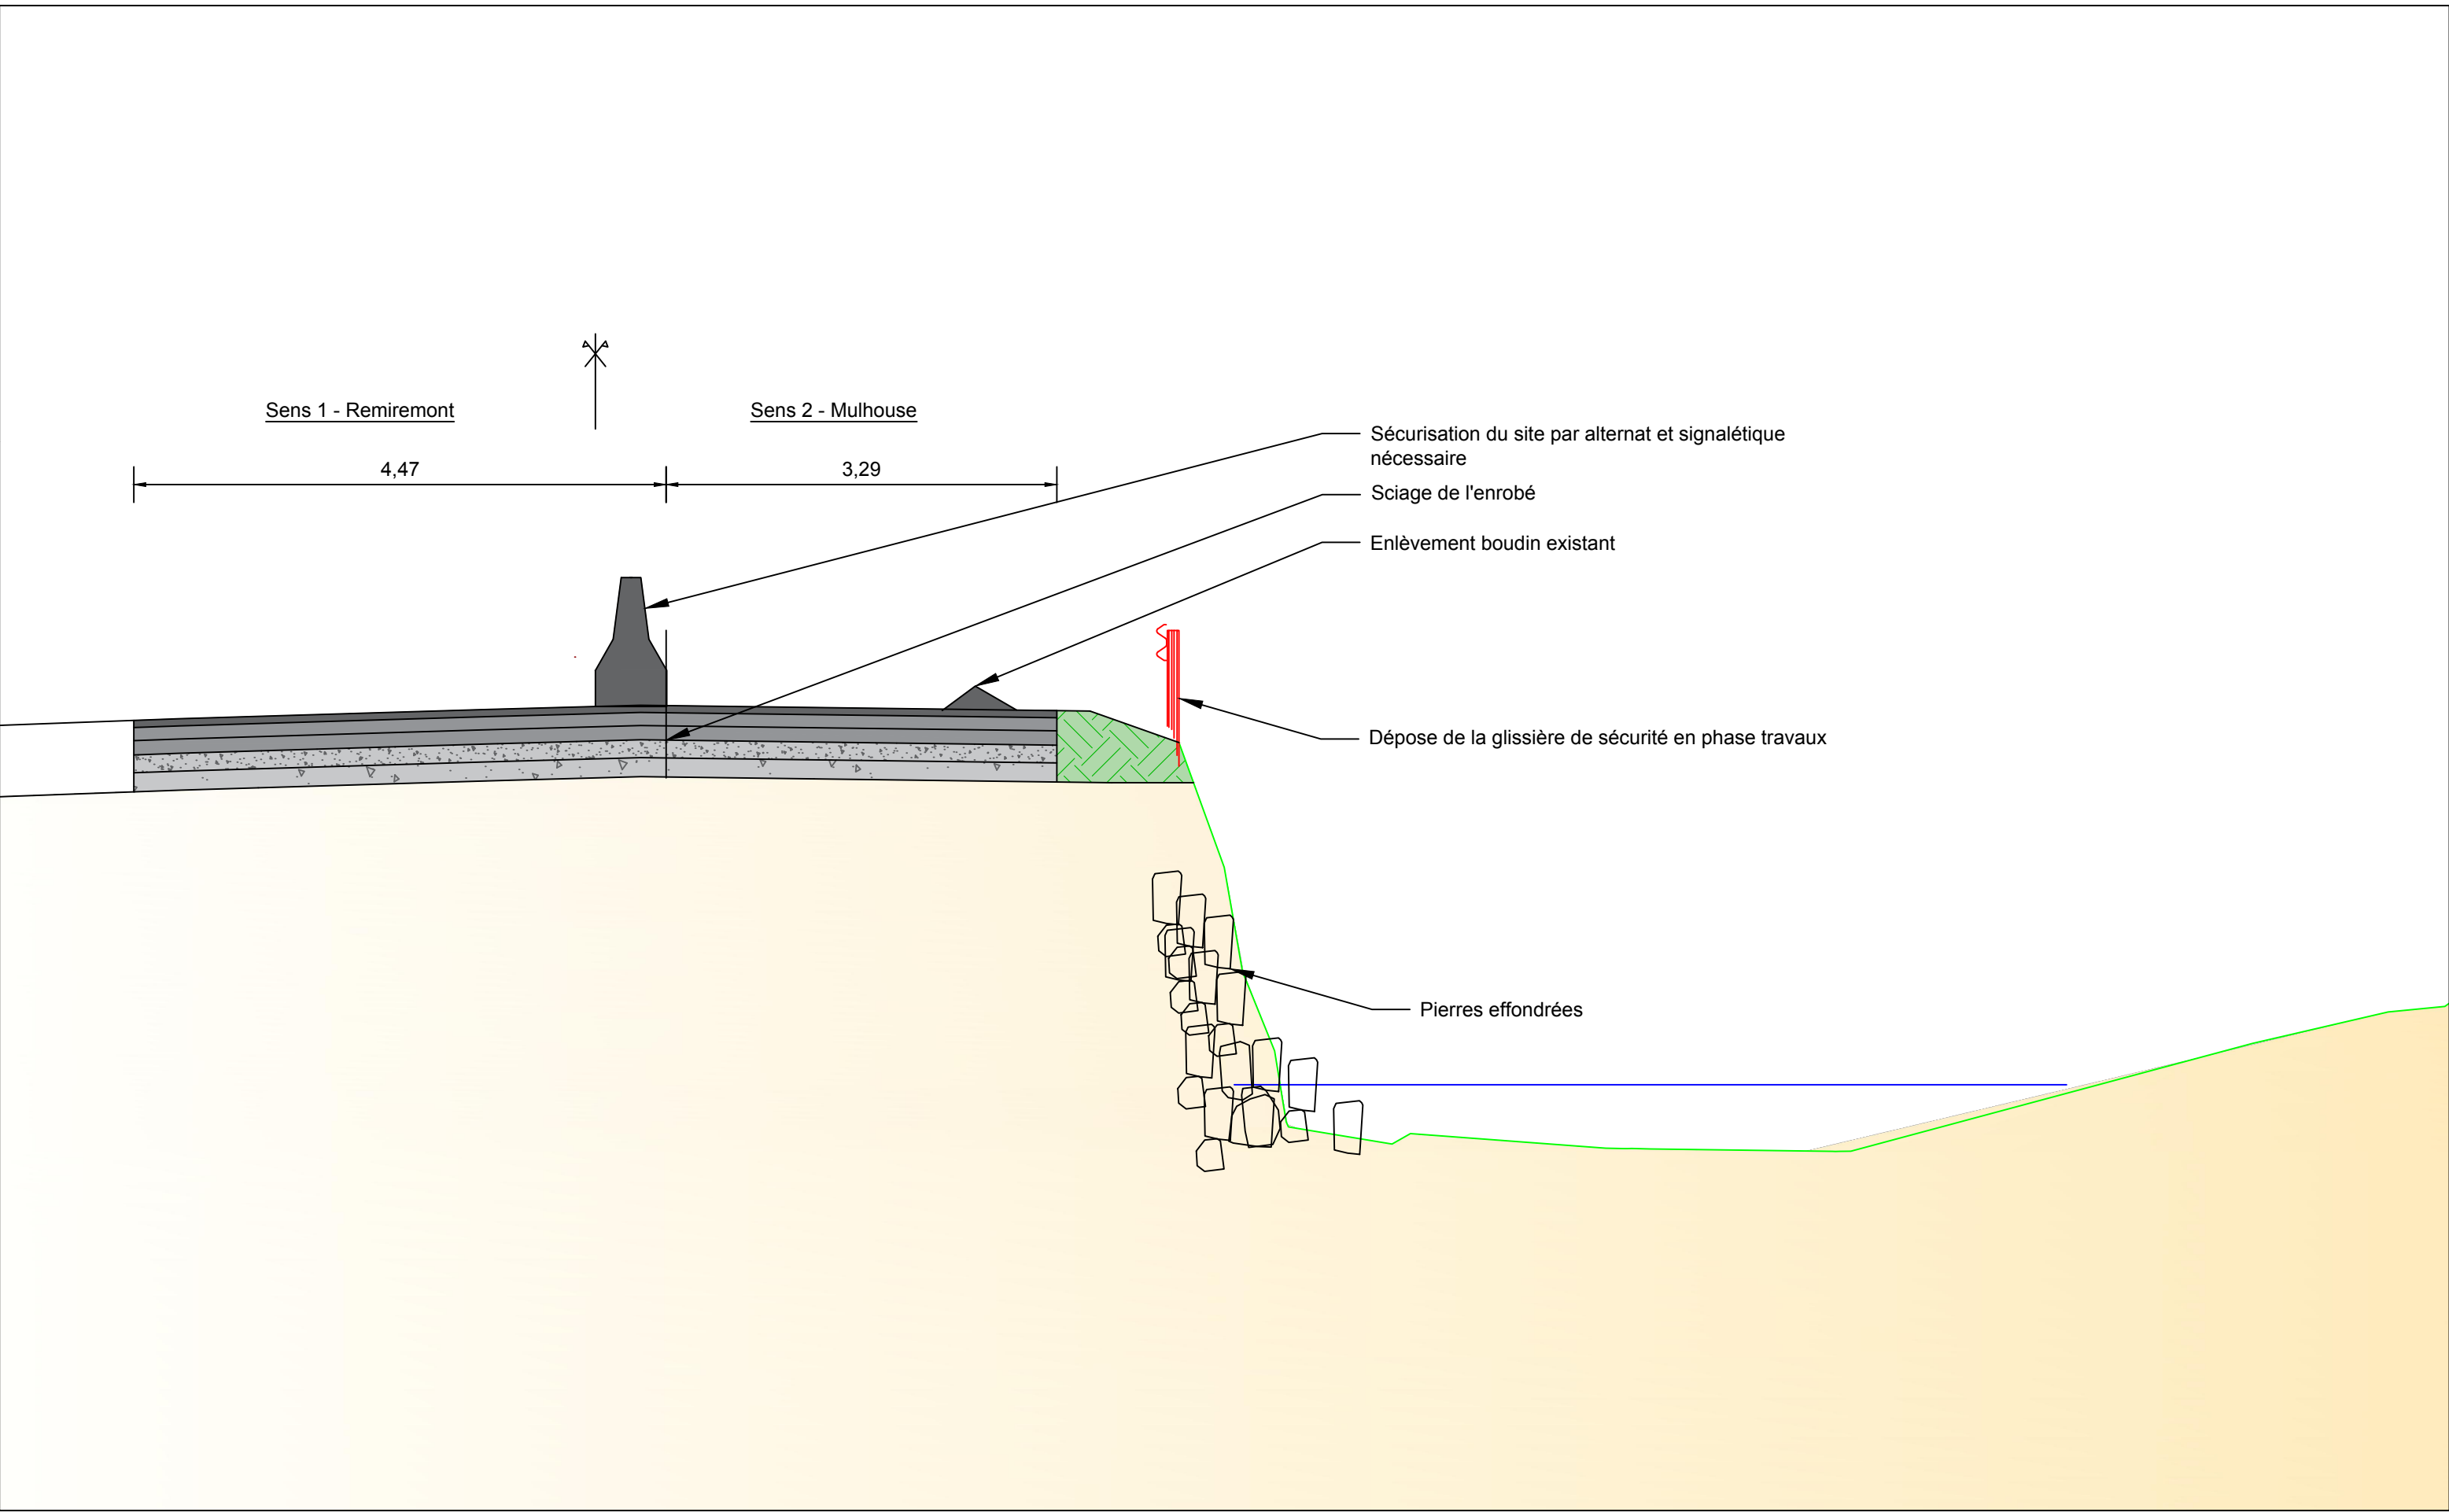 Sens 1 - Remiremont
Sens 2 - Mulhouse
4,47
3,29
Sécurisation du site par alternat et signalétique
nécessaire
Sciage de l'enrobé
Enlèvement boudin existant
Dépose de la glissière de sécurité en phase travaux
Pierres effondrées